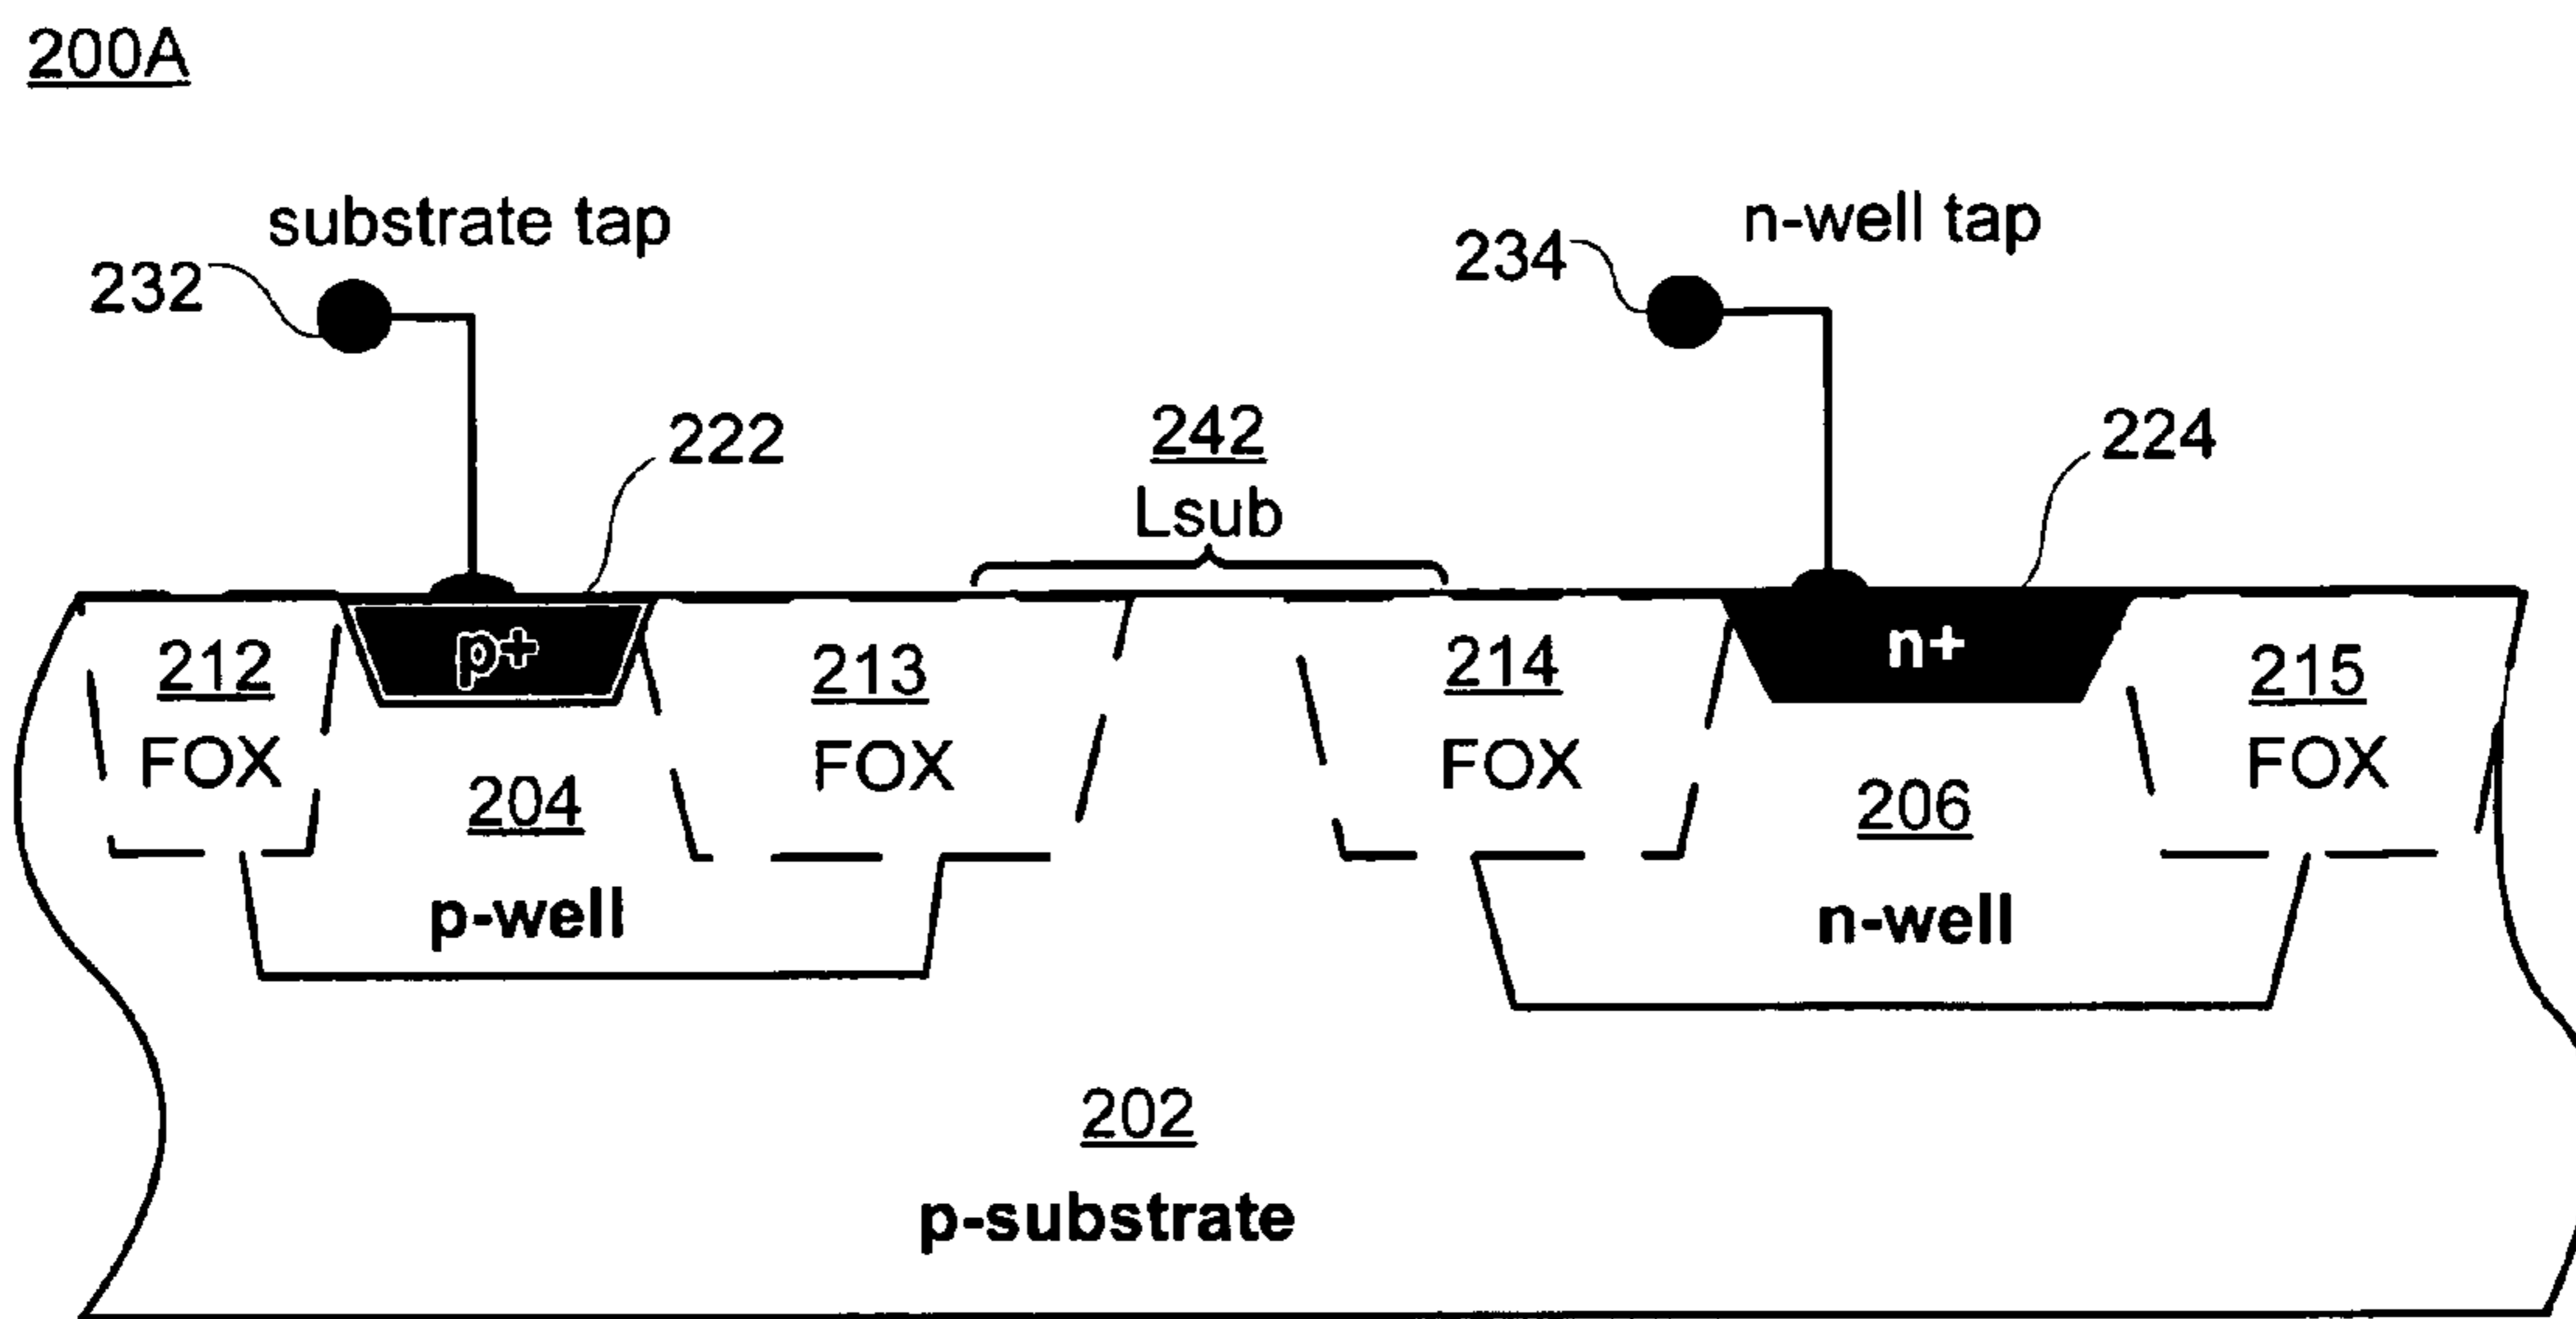 200A
substrate tap
n-well tap
232
234
222
242
224
Lsub
p+
n+
212
FOX
213
FOX
214
FOX
215
FOX
204
p-well
206
n-well
202
p-substrate